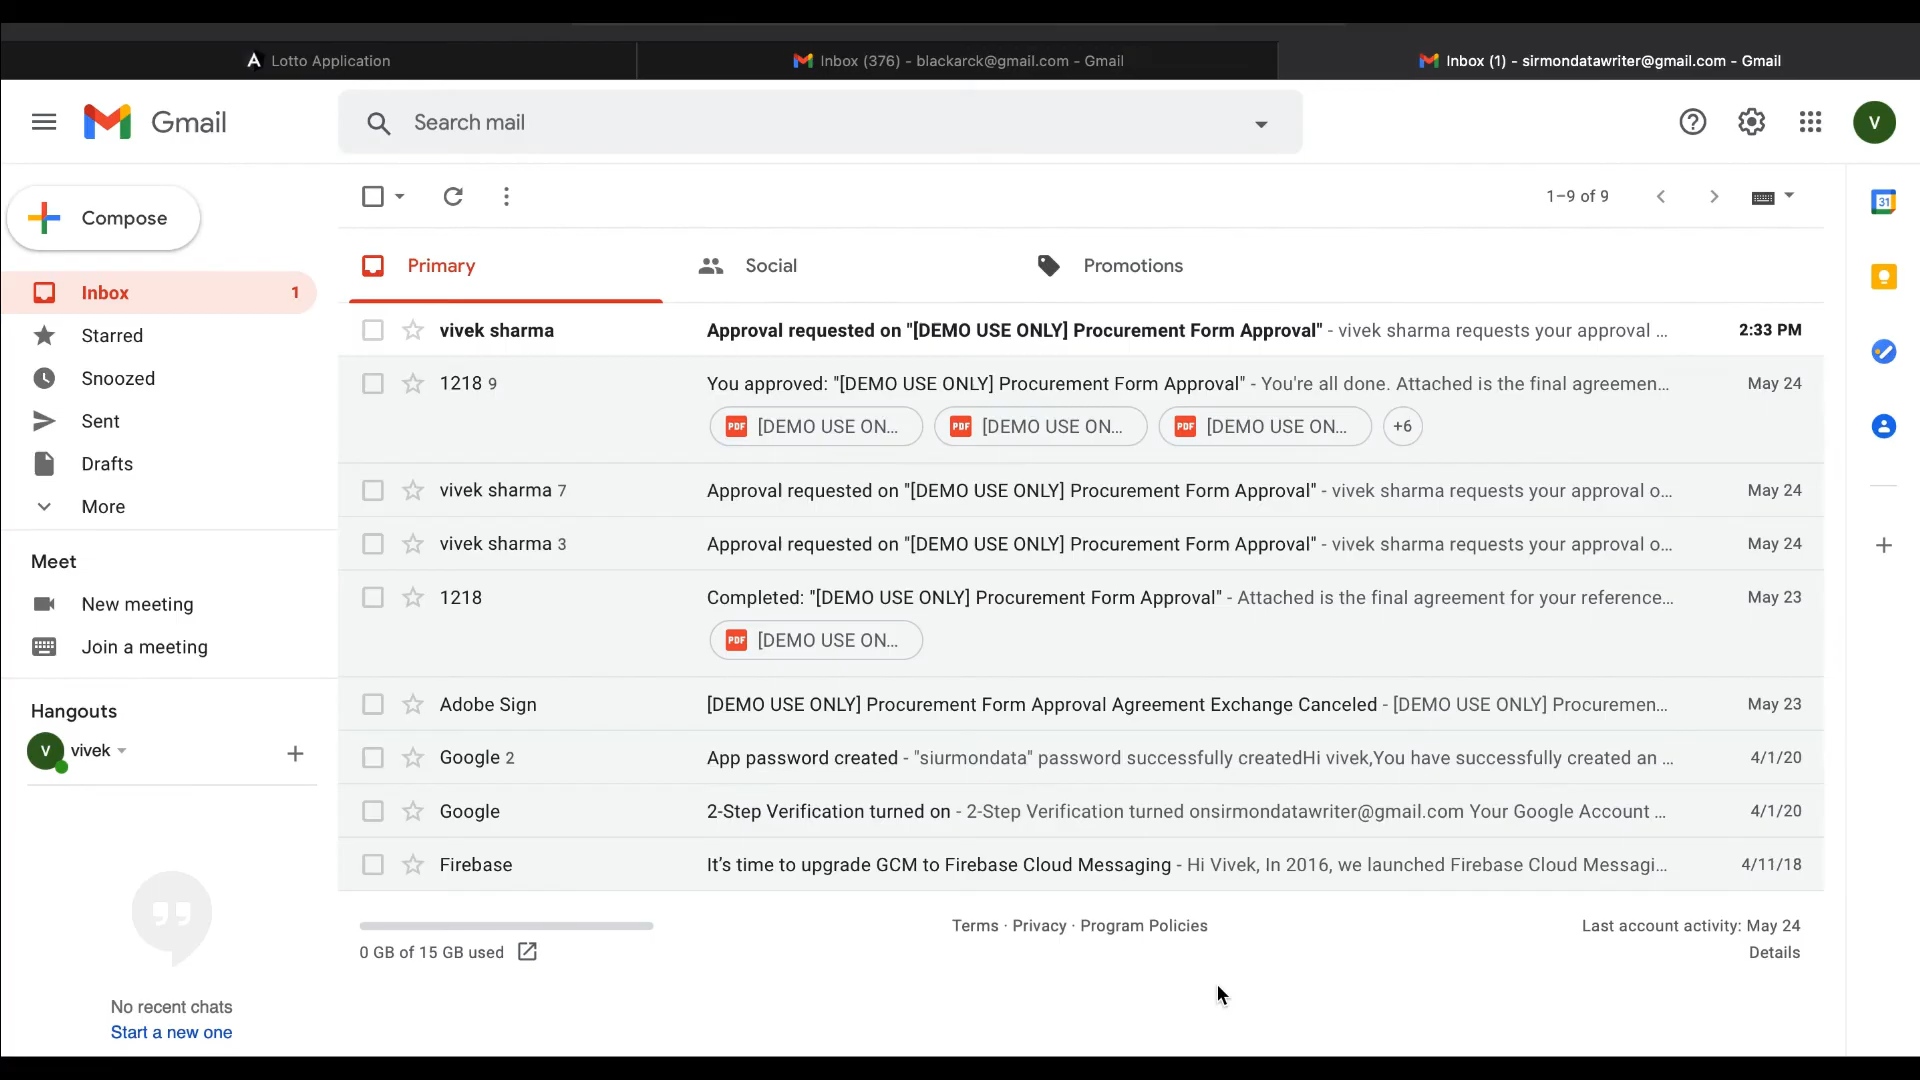 Lotto Application
Inbox (376) - blackarck@gmail.com - Gmail
Inbox (1) - sirmondatawriter@gmail.com - Gmail
Gmail
Search mail
V
Compose
1–9 of 9
31
Primary
Social
Promotions
Inbox 1
Starred
Snoozed
Sent
Drafts
More
vivek sharma Approval requested on "[DEMO USE ONLY] Procurement Form Approval" - vivek sharma requests your approval ... 2:33 PM
1218 9 You approved: "[DEMO USE ONLY] Procurement Form Approval" - You're all done. Attached is the final agreemen... May 24
PDF [DEMO USE ON... PDF [DEMO USE ON... PDF [DEMO USE ON... +6
vivek sharma 7 Approval requested on "[DEMO USE ONLY] Procurement Form Approval" - vivek sharma requests your approval o... May 24
vivek sharma 3 Approval requested on "[DEMO USE ONLY] Procurement Form Approval" - vivek sharma requests your approval o... May 24
1218 Completed: "[DEMO USE ONLY] Procurement Form Approval" - Attached is the final agreement for your reference... May 23
PDF [DEMO USE ON...
Adobe Sign [DEMO USE ONLY] Procurement Form Approval Agreement Exchange Canceled - [DEMO USE ONLY] Procuremen... May 23
Google 2 App password created - "siurmondata" password successfully createdHi vivek,You have successfully created an ... 4/1/20
Google 2-Step Verification turned on - 2-Step Verification turned onsirmondatawriter@gmail.com Your Google Account ... 4/1/20
Firebase It's time to upgrade GCM to Firebase Cloud Messaging - Hi Vivek, In 2016, we launched Firebase Cloud Messagi... 4/11/18
Meet
New meeting
Join a meeting
Hangouts
V vivek
No recent chats
Start a new one
0 GB of 15 GB used
Terms · Privacy · Program Policies
Last account activity: May 24
Details